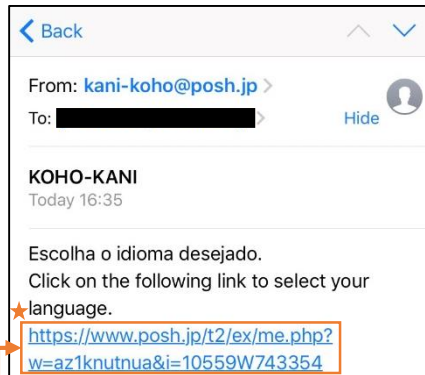 Back
From: kani-koho@posh.jp
To:
Hide
KOHO-KANI
Today 16:35
Escolha o idioma desejado.
Click on the following link to select your
language.
https://www.posh.jp/t2/ex/me.php?
w=az1knutnua&i=10559W743354